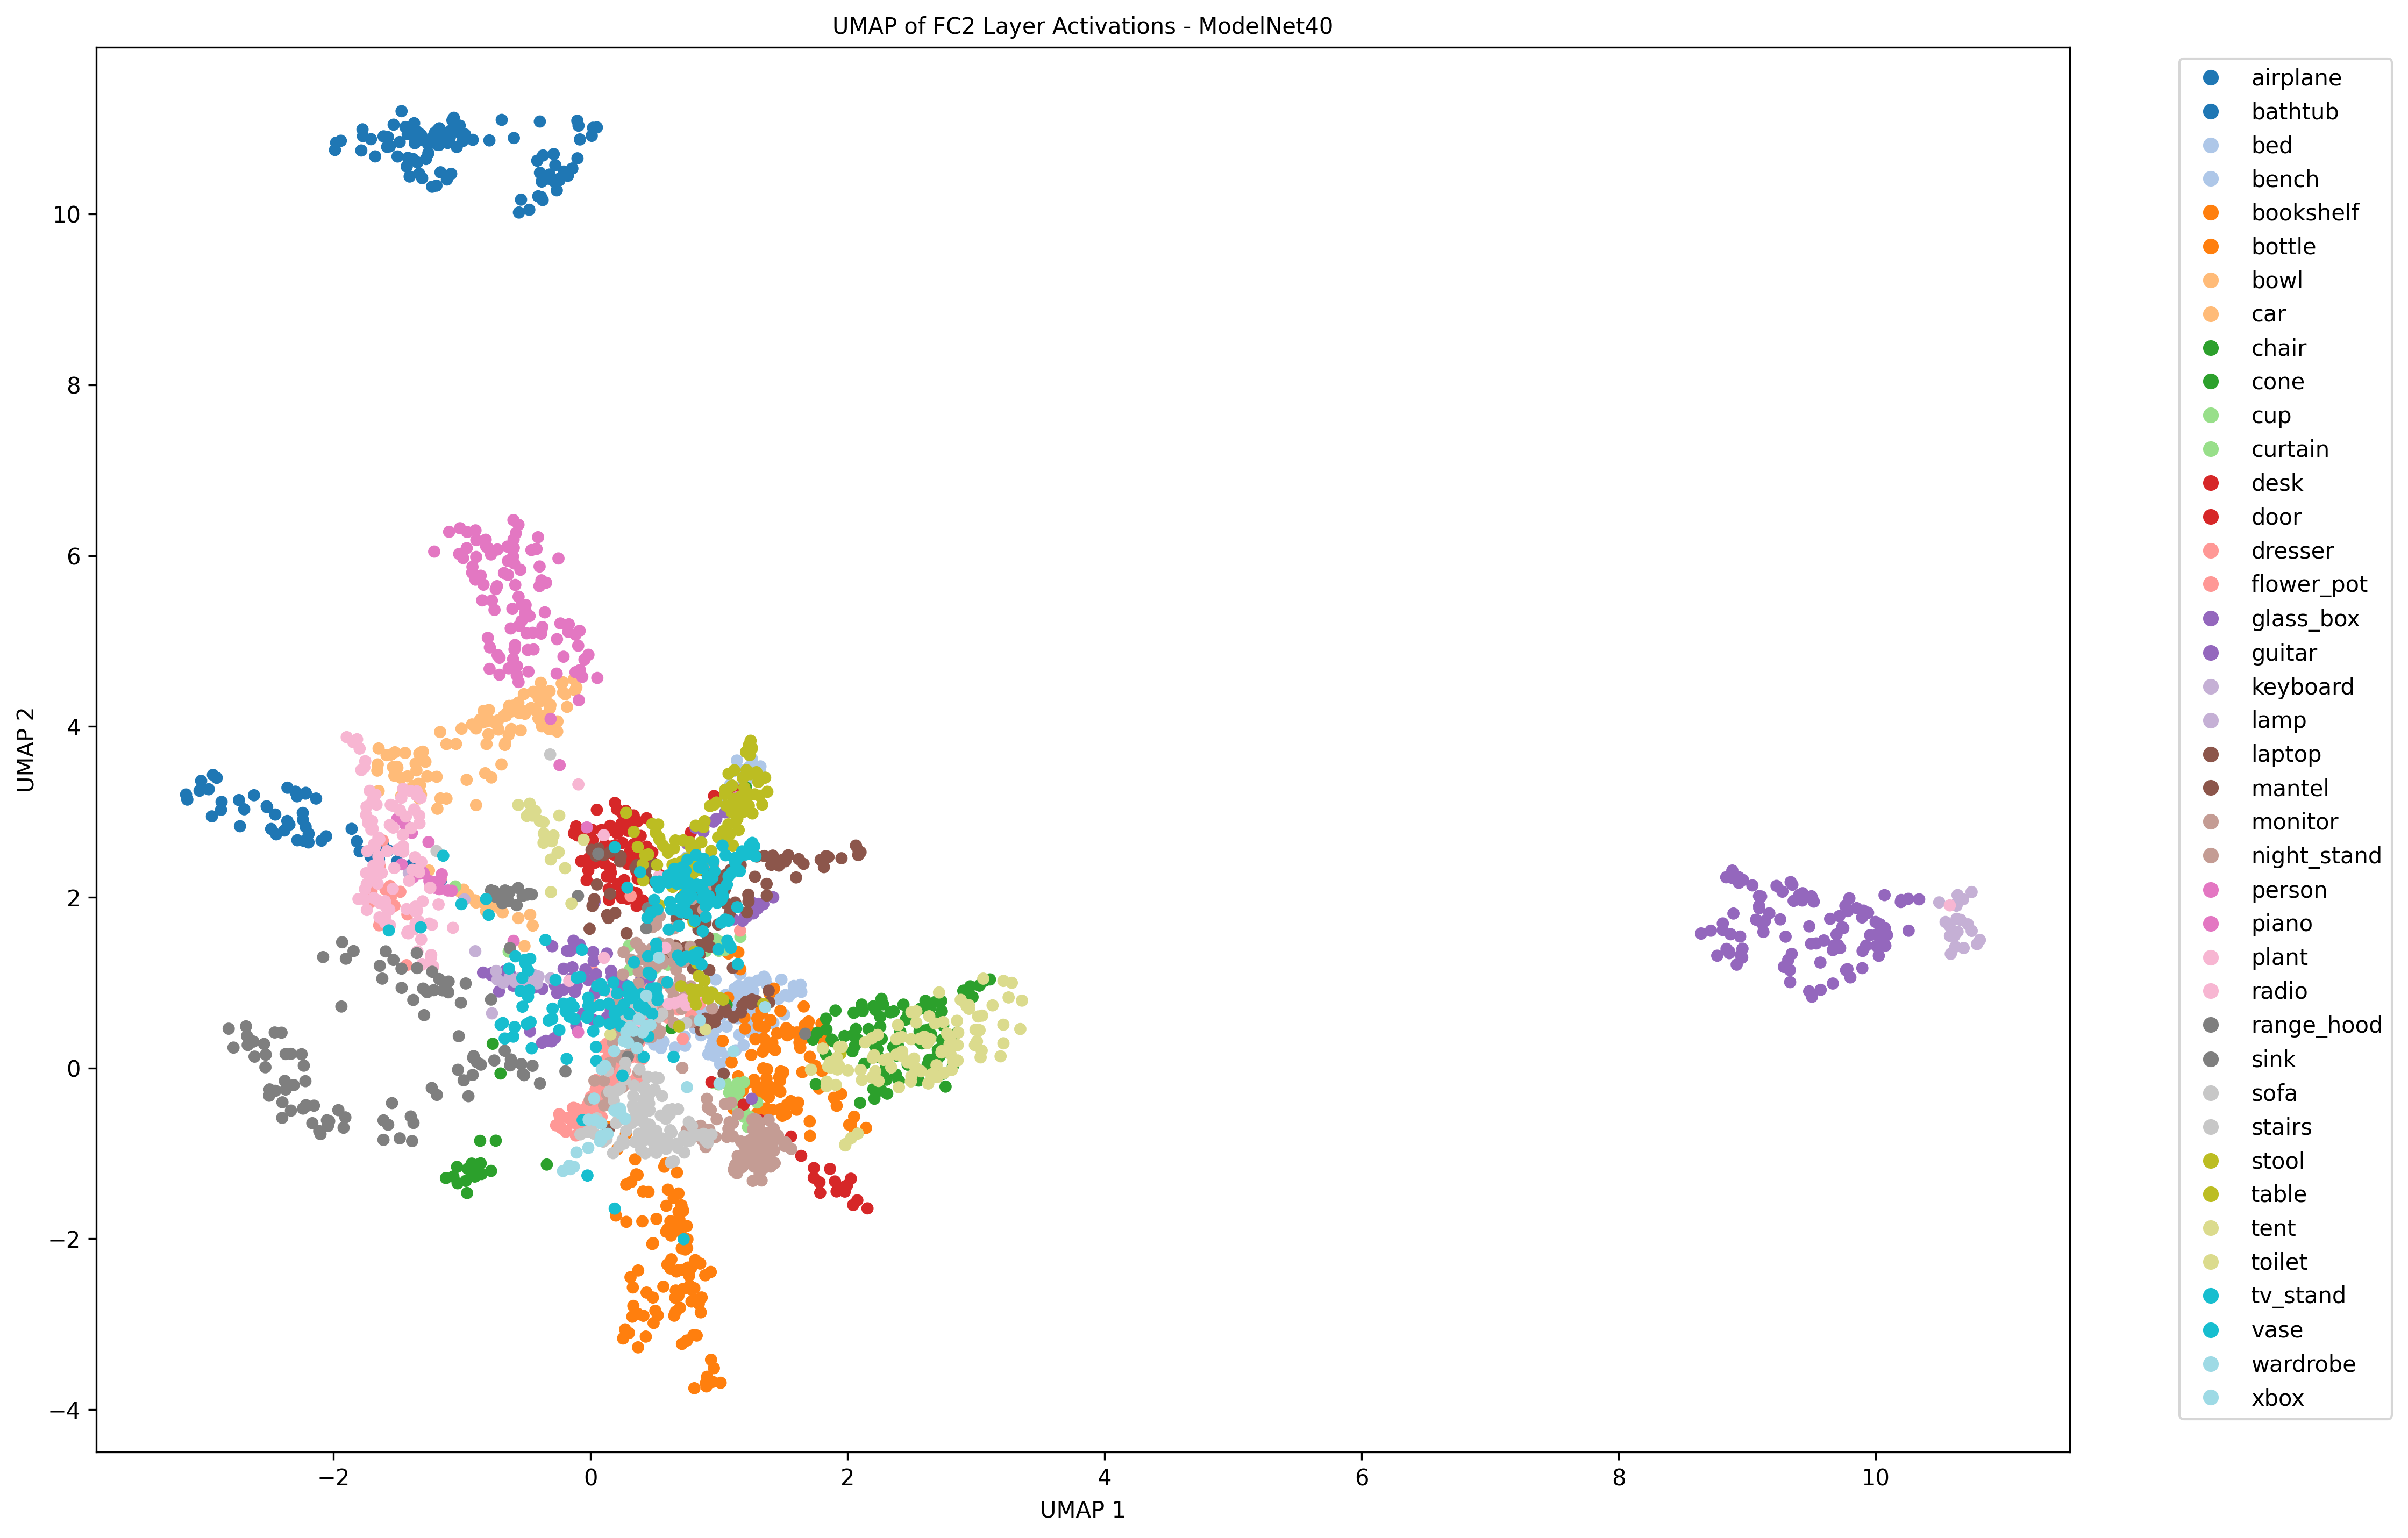 UMAP of FC2 Layer Activations - ModelNet40
10
8
6
4
2
0
−2
−4
UMAP 2
−2
0
2
4
6
8
10
UMAP 1
airplane
bathtub
bed
bench
bookshelf
bottle
bowl
car
chair
cone
cup
curtain
desk
door
dresser
flower_pot
glass_box
guitar
keyboard
lamp
laptop
mantel
monitor
night_stand
person
piano
plant
radio
range_hood
sink
sofa
stairs
stool
table
tent
toilet
tv_stand
vase
wardrobe
xbox